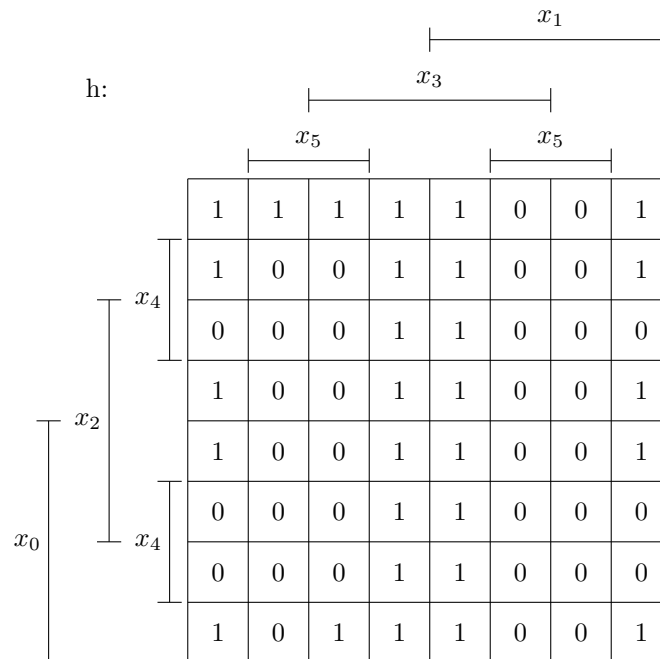 x₁
h:
x₃
x₅ x₅
1 1 1 1 1 0 0 1
1 0 0 1 1 0 0 1
x₄
0 0 0 1 1 0 0 0
1 0 0 1 1 0 0 1
x₂
1 0 0 1 1 0 0 1
0 0 0 1 1 0 0 0
x₀ x₄
0 0 0 1 1 0 0 0
1 0 1 1 1 0 0 1